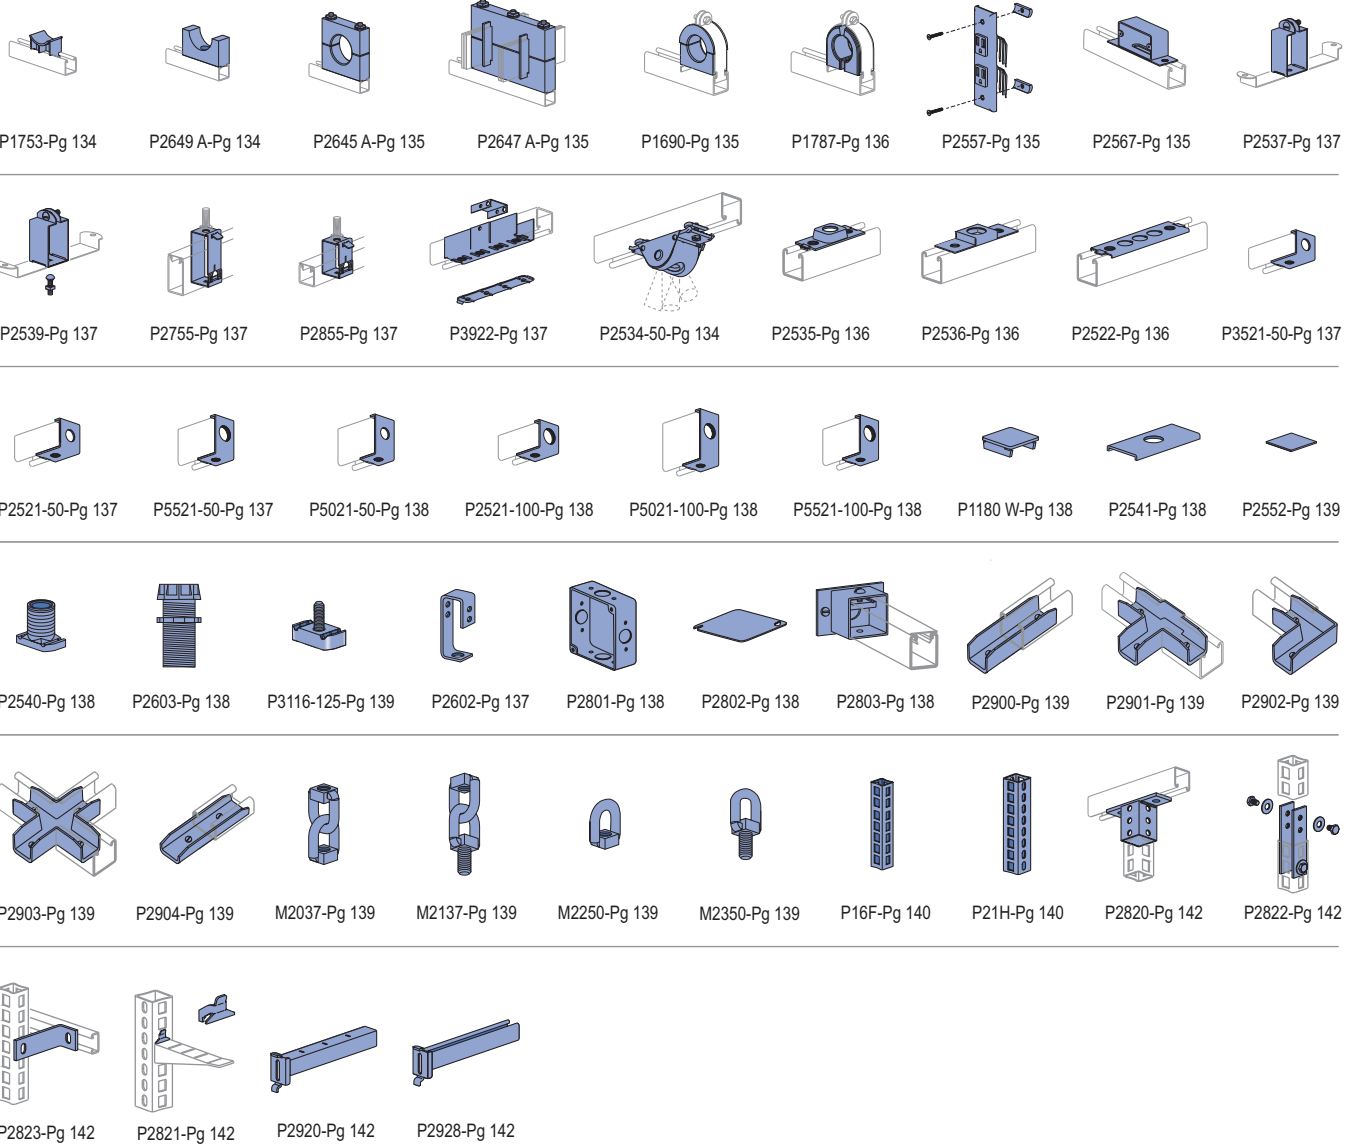 P1753-Pg 134 P2649 A-Pg 134 P2645 A-Pg 135 P2647 A-Pg 135 P1690-Pg 135 P1787-Pg 136 P2557-Pg 135 P2567-Pg 135 P2537-Pg 137
P2539-Pg 137 P2755-Pg 137 P2855-Pg 137 P3922-Pg 137 P2534-50-Pg 134 P2535-Pg 136 P2536-Pg 136 P2522-Pg 136 P3521-50-Pg 137
P2521-50-Pg 137 P5521-50-Pg 137 P5021-50-Pg 138 P2521-100-Pg 138 P5021-100-Pg 138 P5521-100-Pg 138 P1180 W-Pg 138 P2541-Pg 138 P2552-Pg 139
P2540-Pg 138 P2603-Pg 138 P3116-125-Pg 139 P2602-Pg 137 P2801-Pg 138 P2802-Pg 138 P2803-Pg 138 P2900-Pg 139 P2901-Pg 139 P2902-Pg 139
P2903-Pg 139 P2904-Pg 139 M2037-Pg 139 M2137-Pg 139 M2250-Pg 139 M2350-Pg 139 P16F-Pg 140 P21H-Pg 140 P2820-Pg 142 P2822-Pg 142
P2823-Pg 142 P2821-Pg 142 P2920-Pg 142 P2928-Pg 142